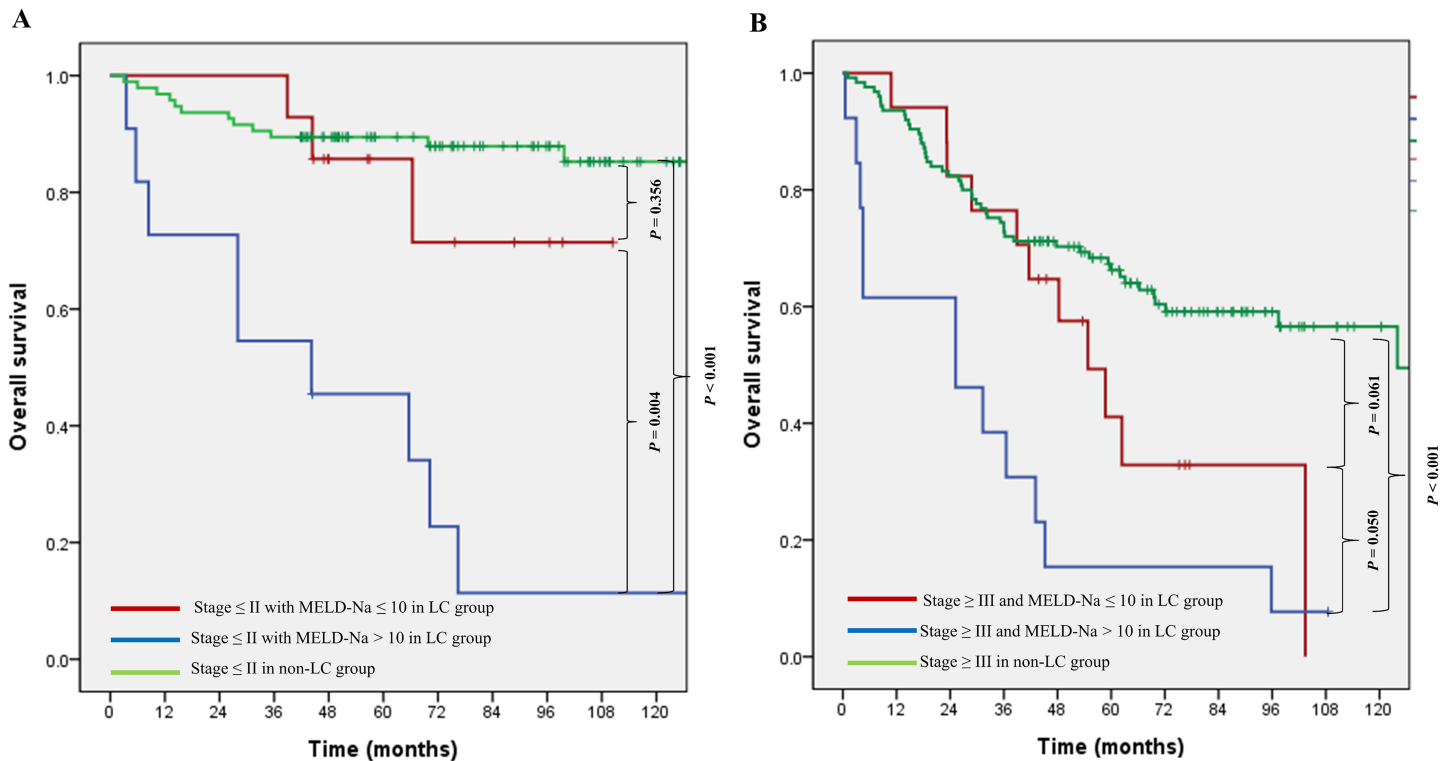 A
Overall survival
1.0
0.8
0.6
0.4
0.2
0.0
P = 0.356
P = 0.004
P < 0.001
Stage ≤ II with MELD-Na ≤ 10 in LC group
Stage ≤ II with MELD-Na > 10 in LC group
Stage ≤ II in non-LC group
0 12 24 36 48 60 72 84 96 108 120
Time (months)
B
Overall survival
1.0
0.8
0.6
0.4
0.2
0.0
P = 0.061
P = 0.050
P < 0.001
Stage ≥ III and MELD-Na ≤ 10 in LC group
Stage ≥ III and MELD-Na > 10 in LC group
Stage ≥ III in non-LC group
0 12 24 36 48 60 72 84 96 108 120
Time (months)